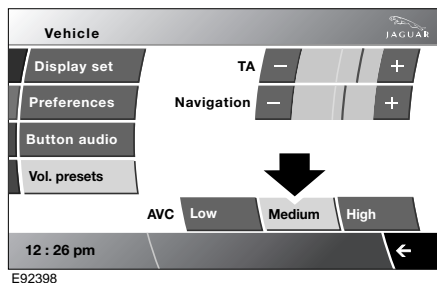 Vehicle
JAGUAR
Display set
TA − +
Preferences
Navigation − +
Button audio
Vol. presets
AVC Low Medium High
12 : 26 pm
E92398